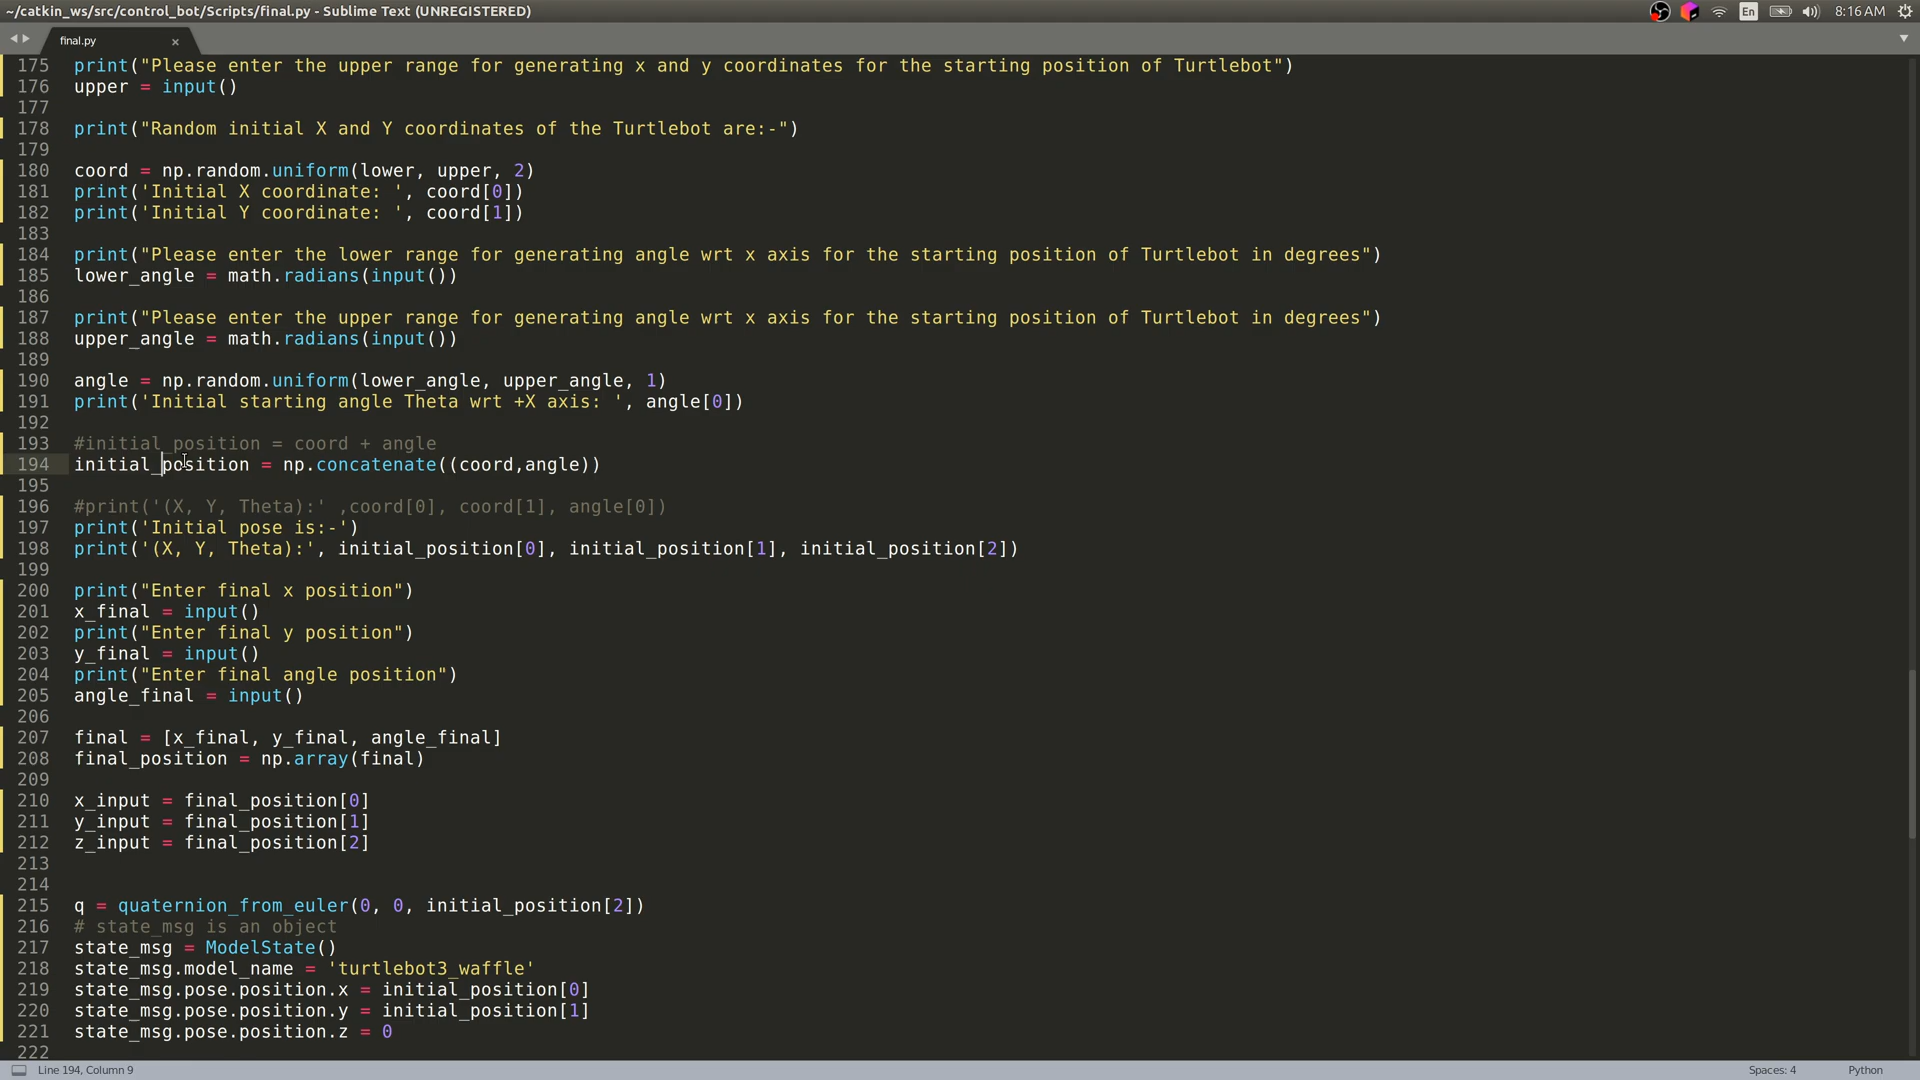 ~/catkin_ws/src/control_bot/Scripts/final.py - Sublime Text (UNREGISTERED)
En
8:16 AM
final.py
175 print("Please enter the upper range for generating x and y coordinates for the starting position of Turtlebot")
176 upper = input()
177
178 print("Random initial X and Y coordinates of the Turtlebot are:-")
179
180 coord = np.random.uniform(lower, upper, 2)
181 print('Initial X coordinate: ', coord[0])
182 print('Initial Y coordinate: ', coord[1])
183
184 print("Please enter the lower range for generating angle wrt x axis for the starting position of Turtlebot in degrees")
185 lower_angle = math.radians(input())
186
187 print("Please enter the upper range for generating angle wrt x axis for the starting position of Turtlebot in degrees")
188 upper_angle = math.radians(input())
189
190 angle = np.random.uniform(lower_angle, upper_angle, 1)
191 print('Initial starting angle Theta wrt +X axis: ', angle[0])
192
193 #initial_position = coord + angle
194 initial_position = np.concatenate((coord,angle))
195
196 #print('(X, Y, Theta):' ,coord[0], coord[1], angle[0])
197 print('Initial pose is:-')
198 print('(X, Y, Theta):', initial_position[0], initial_position[1], initial_position[2])
199
200 print("Enter final x position")
201 x_final = input()
202 print("Enter final y position")
203 y_final = input()
204 print("Enter final angle position")
205 angle_final = input()
206
207 final = [x_final, y_final, angle_final]
208 final_position = np.array(final)
209
210 x_input = final_position[0]
211 y_input = final_position[1]
212 z_input = final_position[2]
213
214
215 q = quaternion_from_euler(0, 0, initial_position[2])
216 # state_msg is an object
217 state_msg = ModelState()
218 state_msg.model_name = 'turtlebot3_waffle'
219 state_msg.pose.position.x = initial_position[0]
220 state_msg.pose.position.y = initial_position[1]
221 state_msg.pose.position.z = 0
222
Line 194, Column 9
Spaces: 4
Python